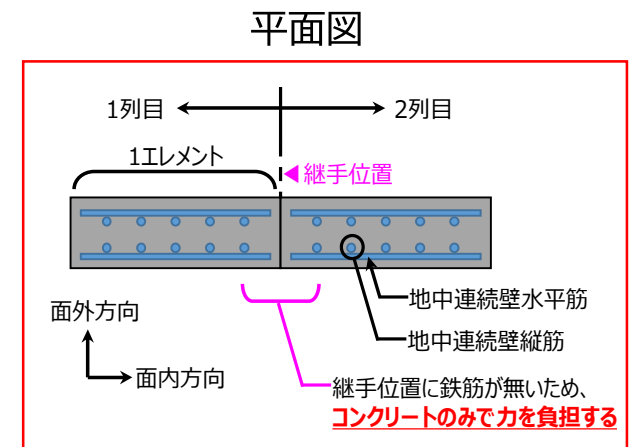 平面図
1列目
2列目
1エレメント
継手位置
地中連続壁水平筋
地中連続壁縦筋
面外方向
面内方向
継手位置に鉄筋が無いため、
コンクリートのみで力を負担する